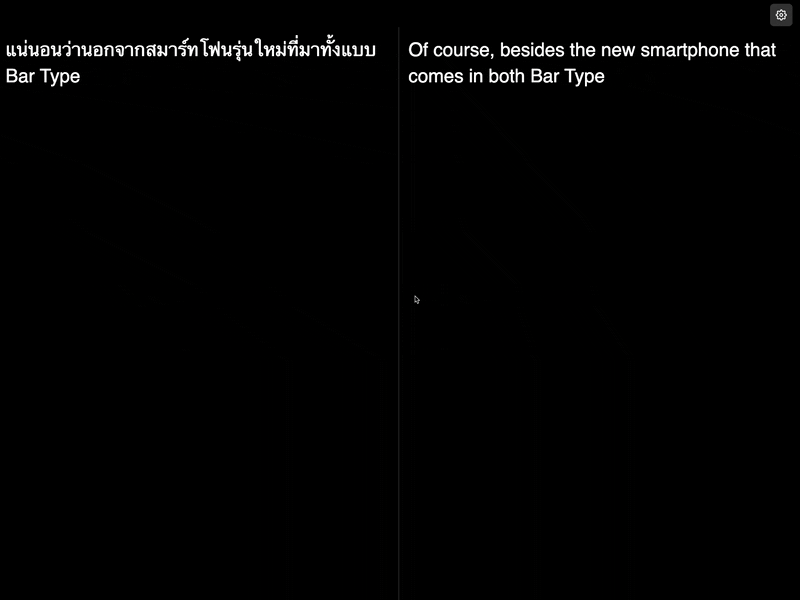 แน่นอนว่านอกจากสมาร์ทโฟนรุ่นใหม่ที่มาทั้งแบบ
Bar Type
Of course, besides the new smartphone that
comes in both Bar Type